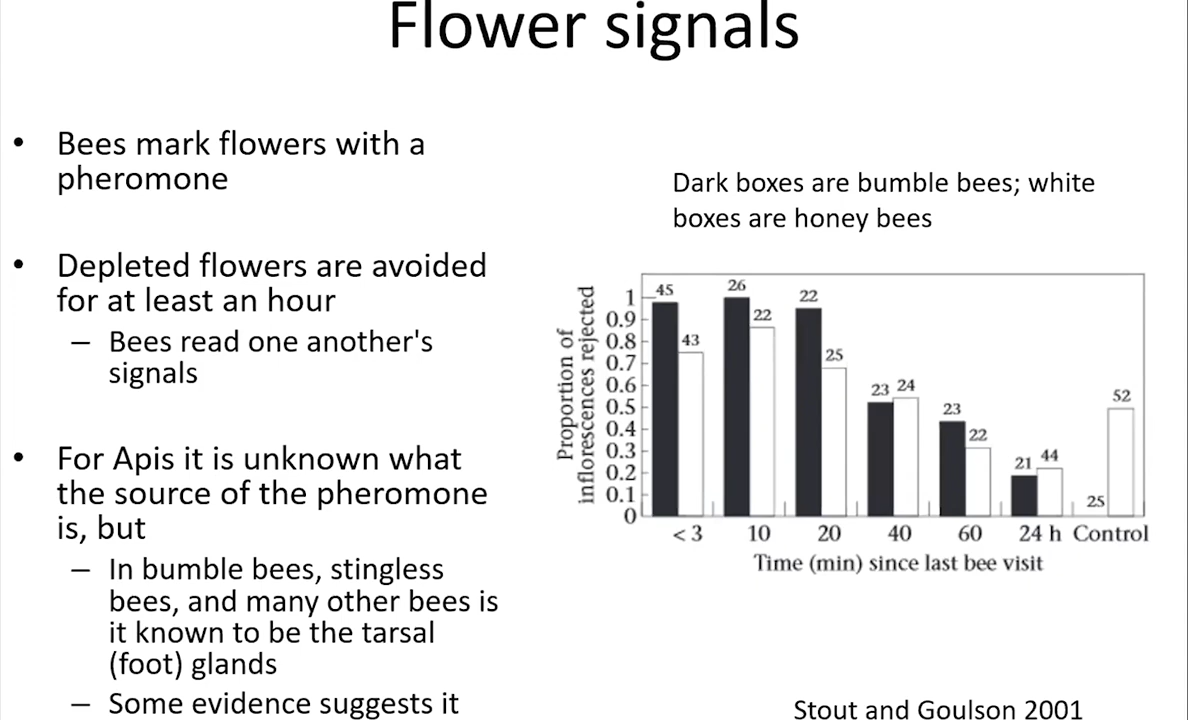 Flower signals
• Bees mark flowers with a
pheromone
• Depleted flowers are avoided
for at least an hour
– Bees read one another's
signals
• For Apis it is unknown what
the source of the pheromone
is, but
– In bumble bees, stingless
bees, and many other bees is
it known to be the tarsal
(foot) glands
– Some evidence suggests it
Dark boxes are bumble bees; white
boxes are honey bees
Proportion of
inflorescences rejected
1
0.9
0.8
0.7
0.6
0.5
0.4
0.3
0.2
0.1
0
45 43 26 22 22 25 23 24 23 22 21 44 25 52
< 3 10 20 40 60 24 h Control
Time (min) since last bee visit
Stout and Goulson 2001